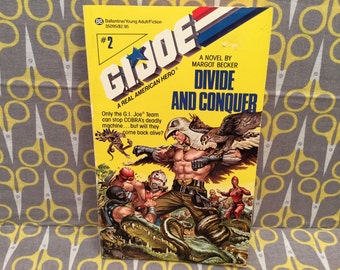 Ballantine/Young Adult/Fiction
#2
G.I. JOE
A REAL AMERICAN HERO™
A NOVEL BY
MARGOT BECKER
DIVIDE
AND CONQUER
Only the G.I. Joe® Team
can stop COBRA's deadly
machine... but will they
come back alive?